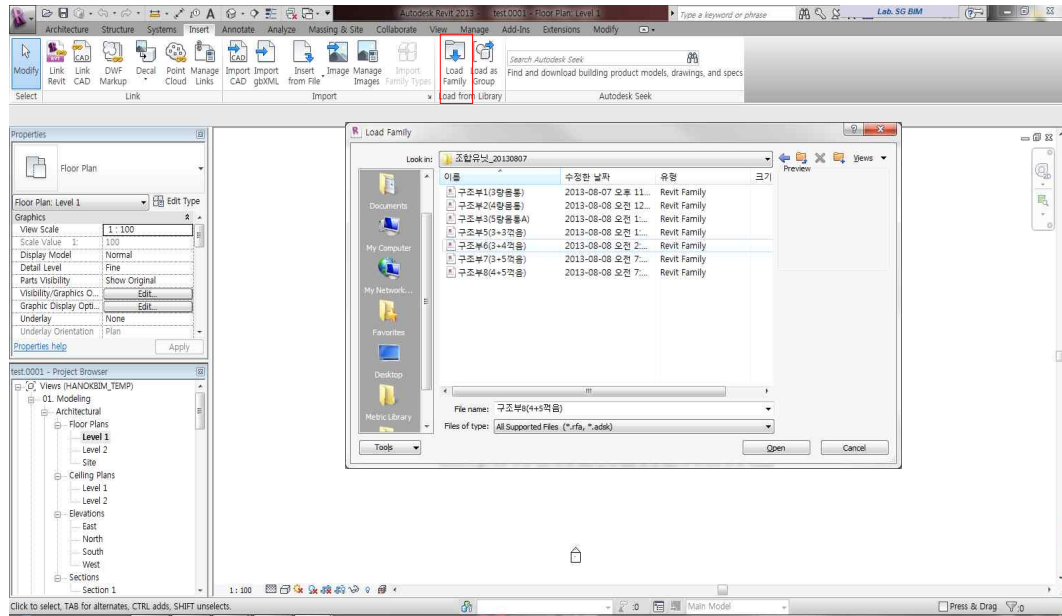 Autodesk Revit 2013 - test.0001 - Floor Plan: Level 1 Type a keyword or phrase Lab. SG BIM
Architecture Structure Systems Insert Annotate Analyze Massing & Site Collaborate View Manage Add-Ins Extensions Modify
Modify Link Revit Link CAD DWF Markup Decal Point Cloud Manage Links Import CAD Import gbXML Insert from File Image Manage Images Import Family Types Load Family Load as Group
Search Autodesk Seek
Find and download building product models, drawings, and specs
Select Link Import Load from Library Autodesk Seek
Properties
Floor Plan
Floor Plan: Level 1 Edit Type
Graphics
View Scale 1 : 100
Scale Value 1: 100
Display Model Normal
Detail Level Fine
Parts Visibility Show Original
Visibility/Graphics O... Edit...
Graphic Display Opti... Edit...
Underlay None
Underlay Orientation Plan
Properties help Apply
test.0001 - Project Browser
Views (HANOKBIM_TEMP)
01. Modeling
Architectural
Floor Plans
Level 1
Level 2
Site
Ceiling Plans
Level 1
Level 2
Elevations
East
North
South
West
Sections
Section 1
Load Family
Look in: 조합유닛_20130807 Views
이름 수정한 날짜 유형 크기 Preview
구조부1(3량몸통) 2013-08-07 오후 11... Revit Family
구조부2(4량몸통) 2013-08-08 오전 12... Revit Family
구조부3(5량몸통A) 2013-08-08 오전 1:... Revit Family
구조부5(3+3꺽음) 2013-08-08 오전 1:... Revit Family
구조부6(3+4꺽음) 2013-08-08 오전 2:... Revit Family
구조부7(3+5꺽음) 2013-08-08 오전 7:... Revit Family
구조부8(4+5꺽음) 2013-08-08 오전 7:... Revit Family
Documents
My Computer
My Network...
Favorites
Desktop
Metric Library
File name: 구조부8(4+5꺽음)
Files of type: All Supported Files (*.rfa, *.adsk)
Tools Open Cancel
1 : 100
Click to select, TAB for alternates, CTRL adds, SHIFT unselects. :0 Main Model Press & Drag :0